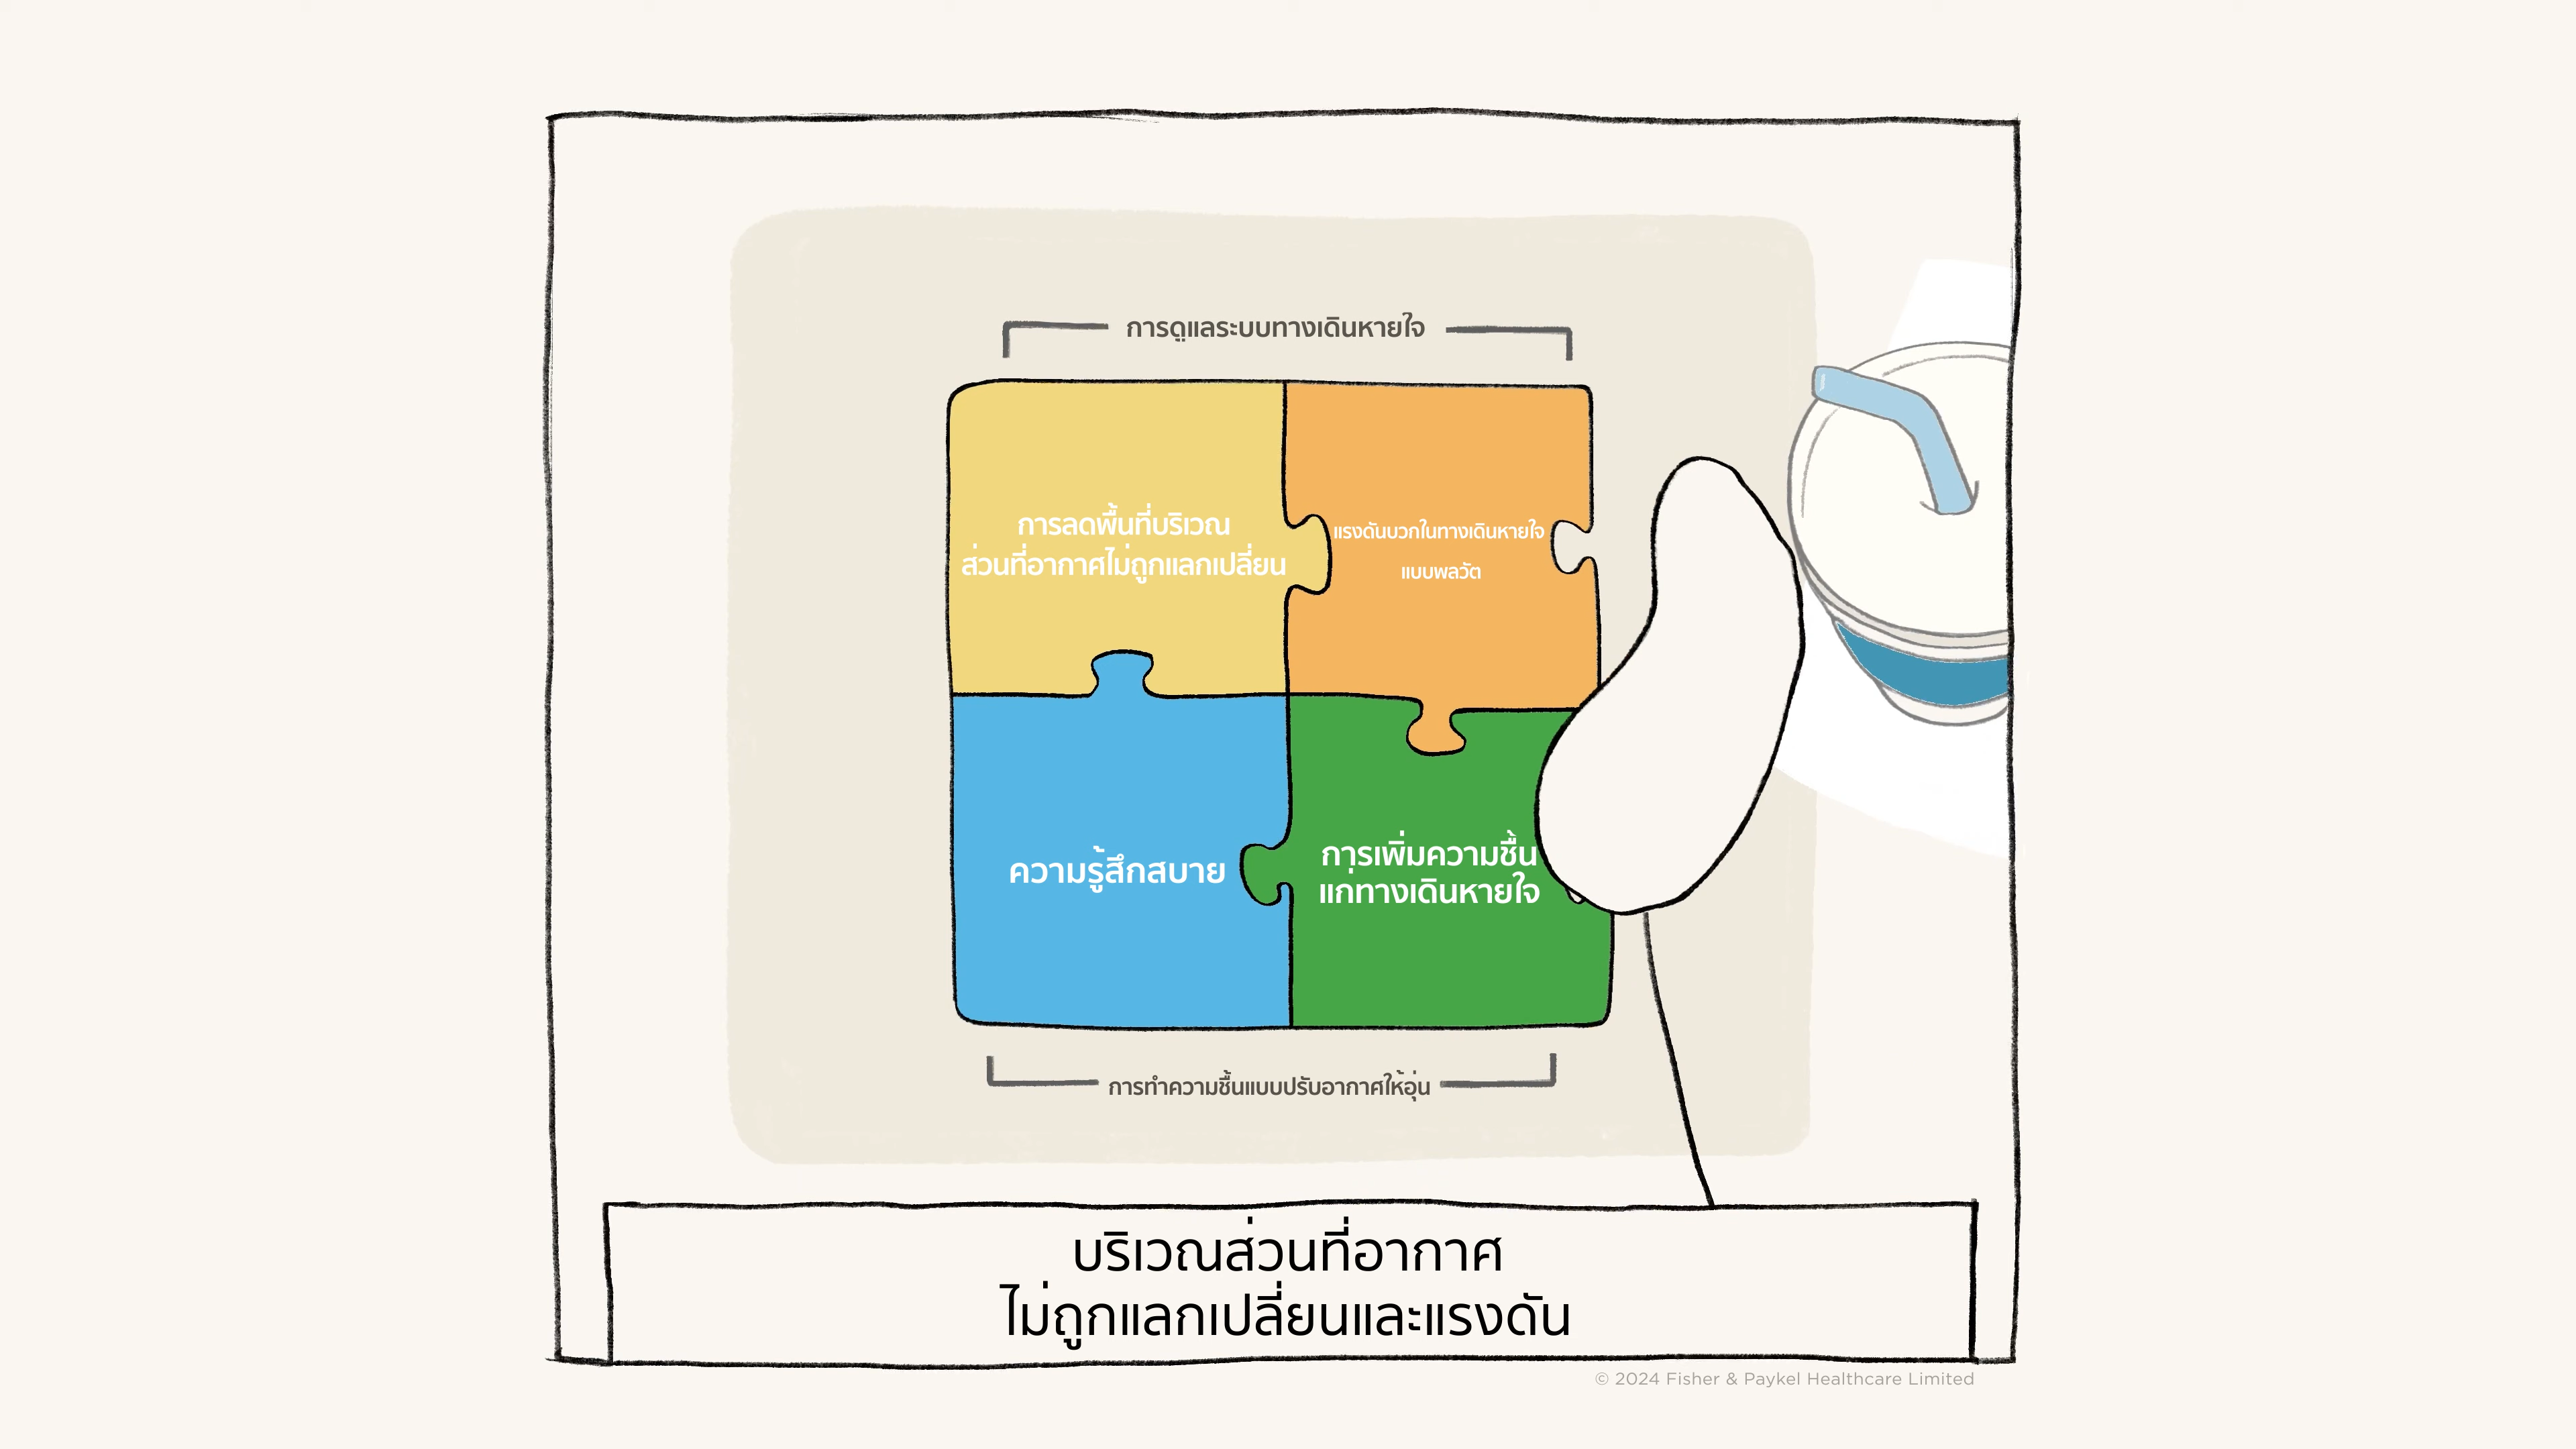 การดูแลระบบทางเดินหายใจ
การลดพื้นที่บริเวณ
ส่วนที่อากาศไม่ถูกแลกเปลี่ยน
แรงดันบวกในทางเดินหายใจ
แบบพลวัต
ความรู้สึกสบาย
การเพิ่มความชื้น
แก่ทางเดินหายใจ
การทำความชื้นแบบปรับอากาศให้อุ่น
บริเวณส่วนที่อากาศ
ไม่ถูกแลกเปลี่ยนและแรงดัน
© 2024 Fisher & Paykel Healthcare Limited